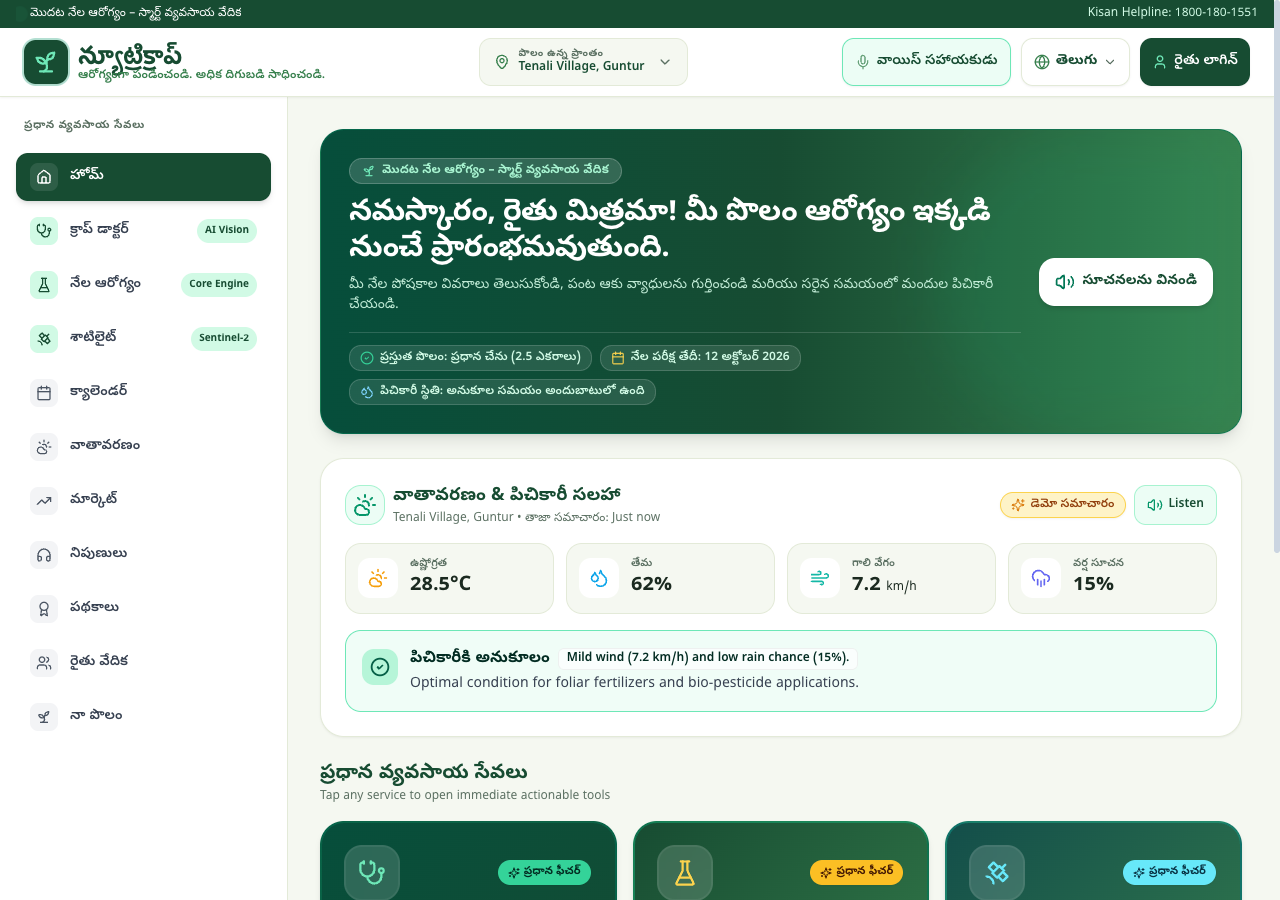 మొదట నేల ఆరోగ్యం – స్మార్ట్ వ్యవసాయ వేదిక
Kisan Helpline: 1800-180-1551
న్యూట్రిక్రాప్
ఆరోగ్యంగా పండించండి. అధిక దిగుబడి సాధించండి.
పొలం ఉన్న ప్రాంతం
Tenali Village, Guntur
వాయిస్ సహాయకుడు
తెలుగు
రైతు లాగిన్
ప్రధాన వ్యవసాయ సేవలు
హోమ్
క్రాప్ డాక్టర్
AI Vision
నేల ఆరోగ్యం
Core Engine
శాటిలైట్
Sentinel-2
క్యాలెండర్
వాతావరణం
మార్కెట్
నిపుణులు
పథకాలు
రైతు వేదిక
నా పొలం
మొదట నేల ఆరోగ్యం – స్మార్ట్ వ్యవసాయ వేదిక
నమస్కారం, రైతు మిత్రమా! మీ పొలం ఆరోగ్యం ఇక్కడి
నుంచే ప్రారంభమవుతుంది.
మీ నేల పోషకాల వివరాలు తెలుసుకోండి, పంట ఆకు వ్యాధులను గుర్తించండి మరియు సరైన సమయంలో మందుల పిచికారీ
చేయండి.
సూచనలను వినండి
ప్రస్తుత పొలం: ప్రధాన చేను (2.5 ఎకరాలు)
నేల పరీక్ష తేదీ: 12 అక్టోబర్ 2026
పిచికారీ స్థితి: అనుకూల సమయం అందుబాటులో ఉంది
వాతావరణం & పిచికారీ సలహా
Tenali Village, Guntur • తాజా సమాచారం: Just now
డెమో సమాచారం
Listen
ఉష్ణోగ్రత
28.5°C
తేమ
62%
గాలి వేగం
7.2 km/h
వర్ష సూచన
15%
పిచికారీకి అనుకూలం
Mild wind (7.2 km/h) and low rain chance (15%).
Optimal condition for foliar fertilizers and bio-pesticide applications.
ప్రధాన వ్యవసాయ సేవలు
Tap any service to open immediate actionable tools
ప్రధాన ఫీచర్
ప్రధాన ఫీచర్
ప్రధాన ఫీచర్